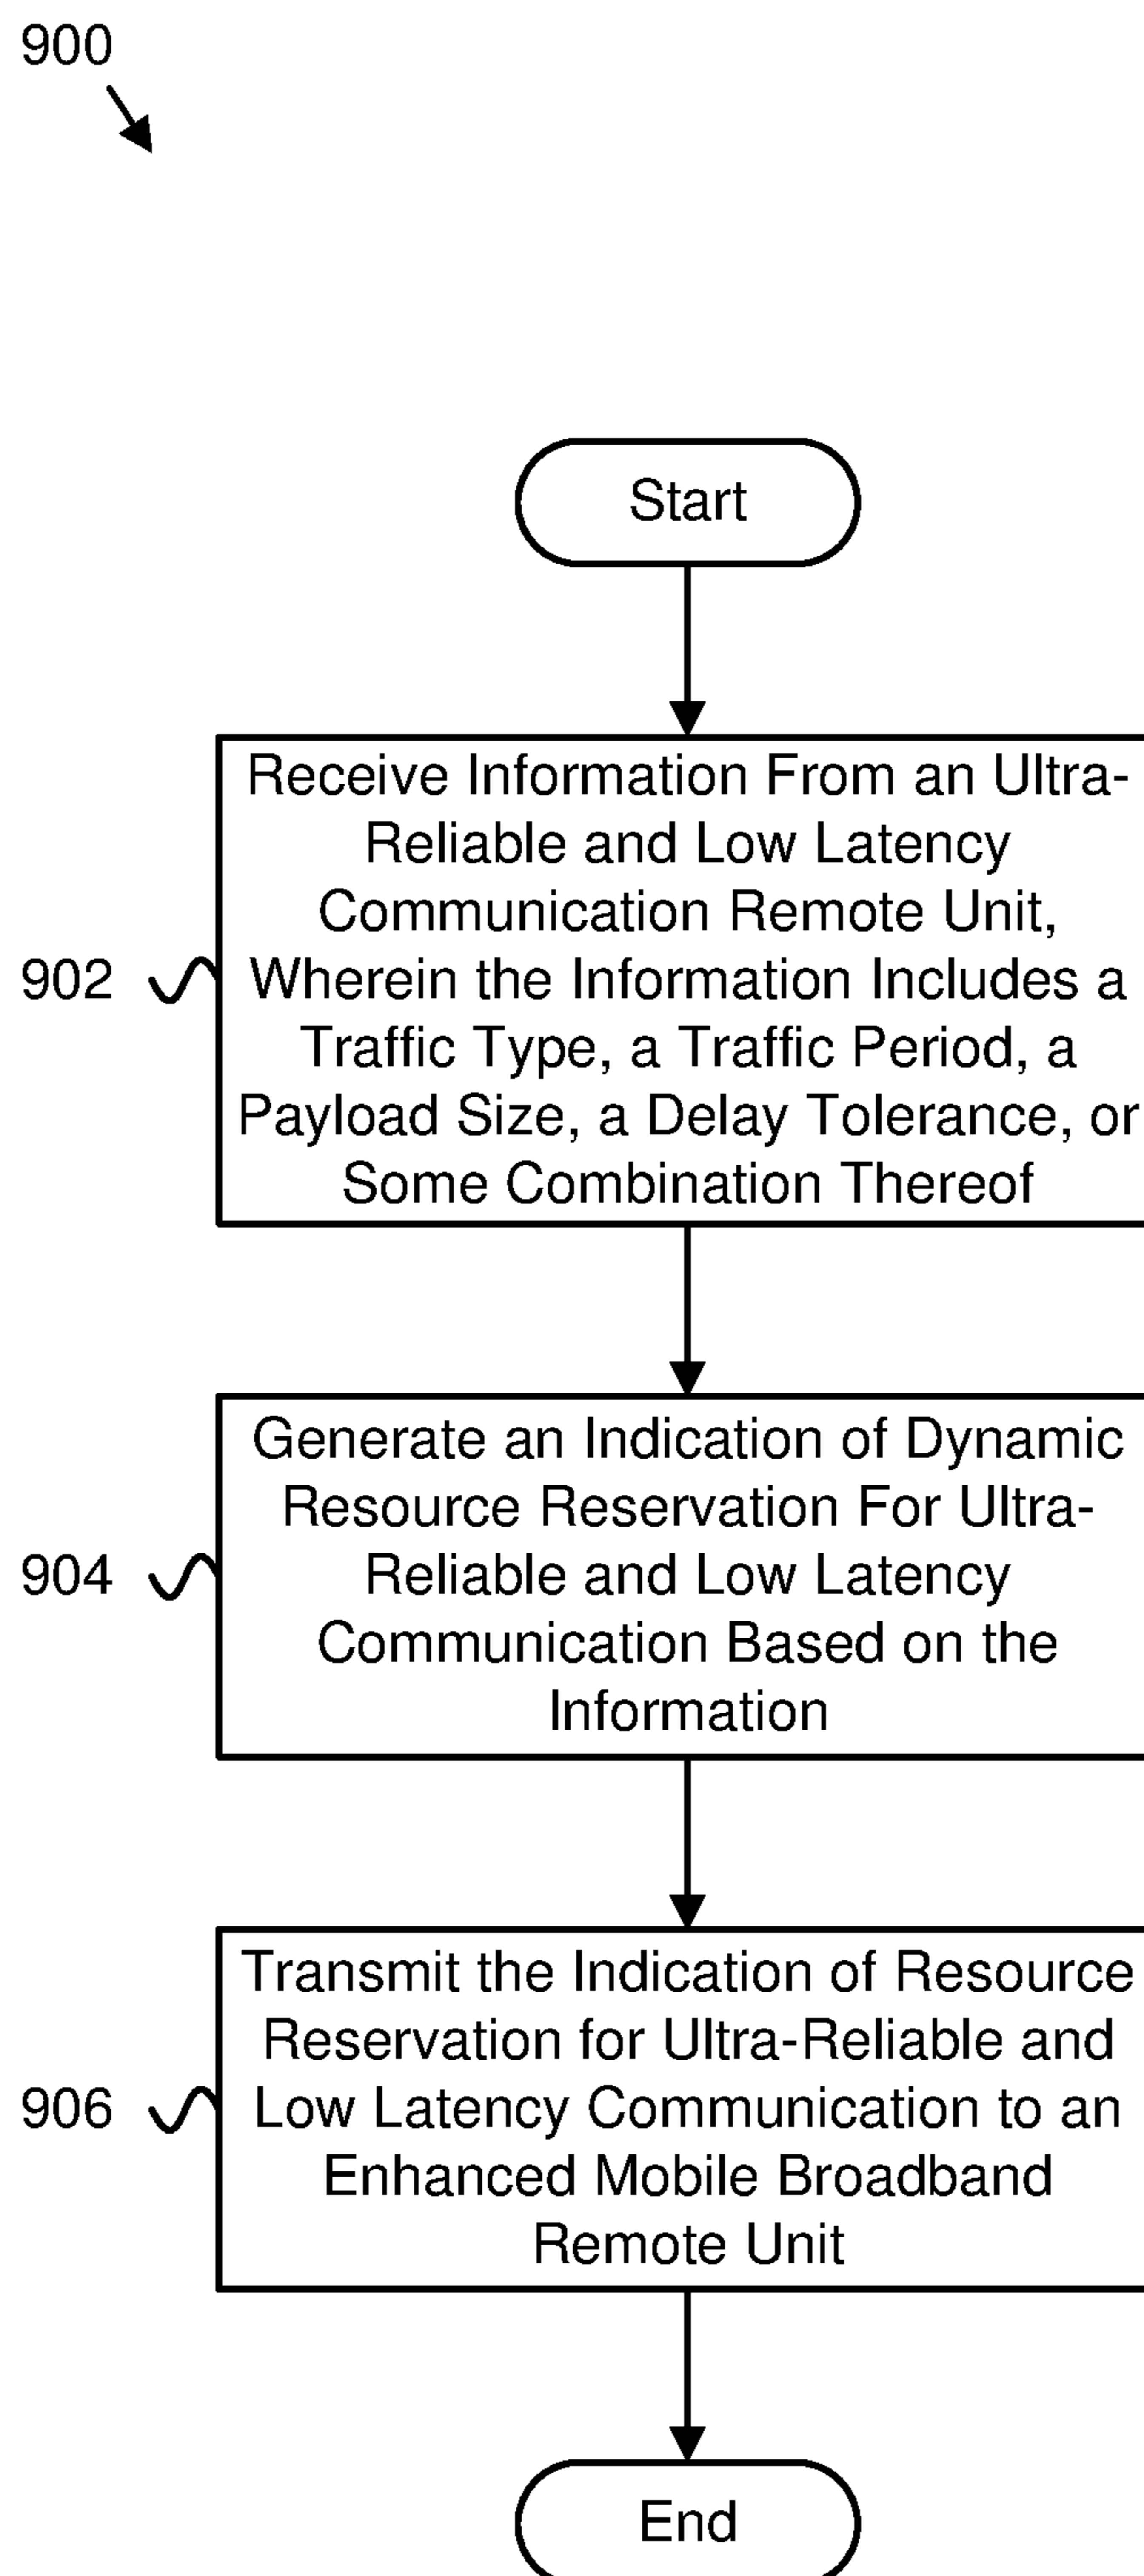 900
Start
Receive Information From an Ultra-
Reliable and Low Latency
Communication Remote Unit,
902
Wherein the Information Includes a
Traffic Type, a Traffic Period, a
Payload Size, a Delay Tolerance, or
Some Combination Thereof
Generate an Indication of Dynamic
Resource Reservation For Ultra-
904
Reliable and Low Latency
Communication Based on the
Information
Transmit the Indication of Resource
Reservation for Ultra-Reliable and
906
Low Latency Communication to an
Enhanced Mobile Broadband
Remote Unit
End